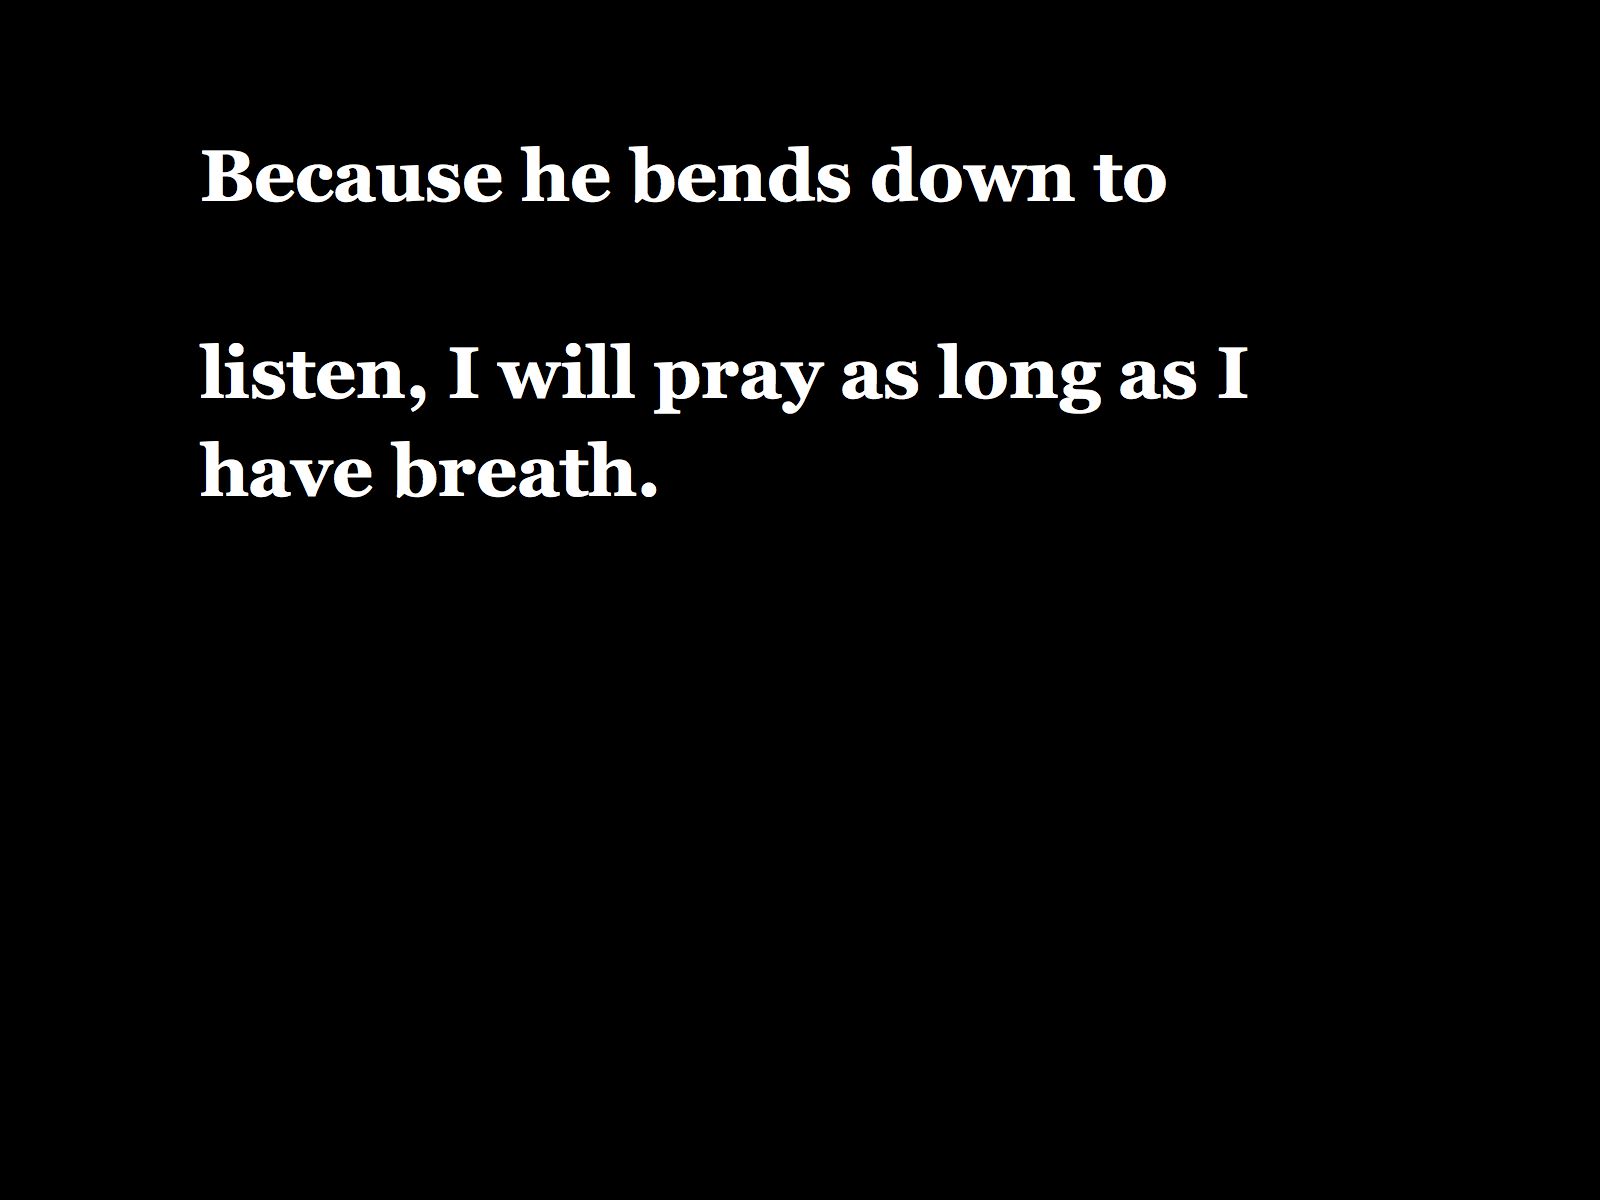 Because he bends down to
listen, I will pray as long as I
have breath.